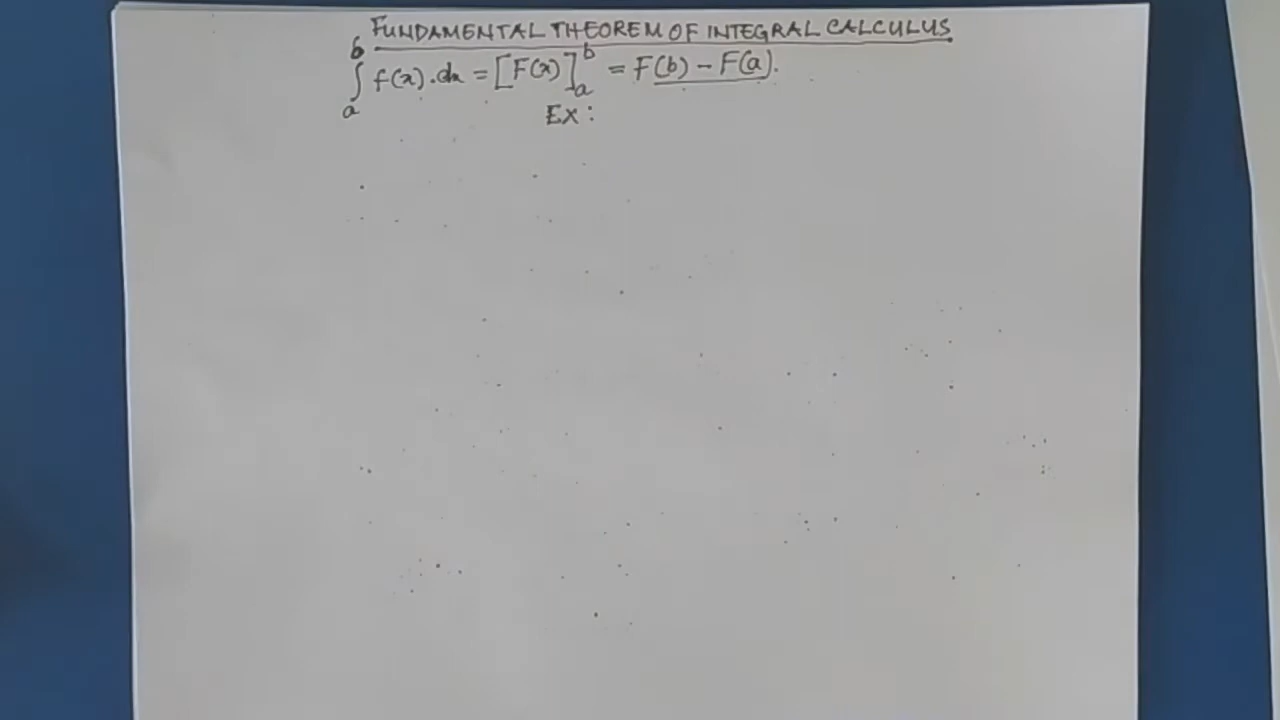 FUNDAMENTAL THEOREM OF INTEGRAL CALCULUS
∫ₐᵇ f(x).dx = [F(x)]ₐᵇ = F(b) - F(a).
Ex: